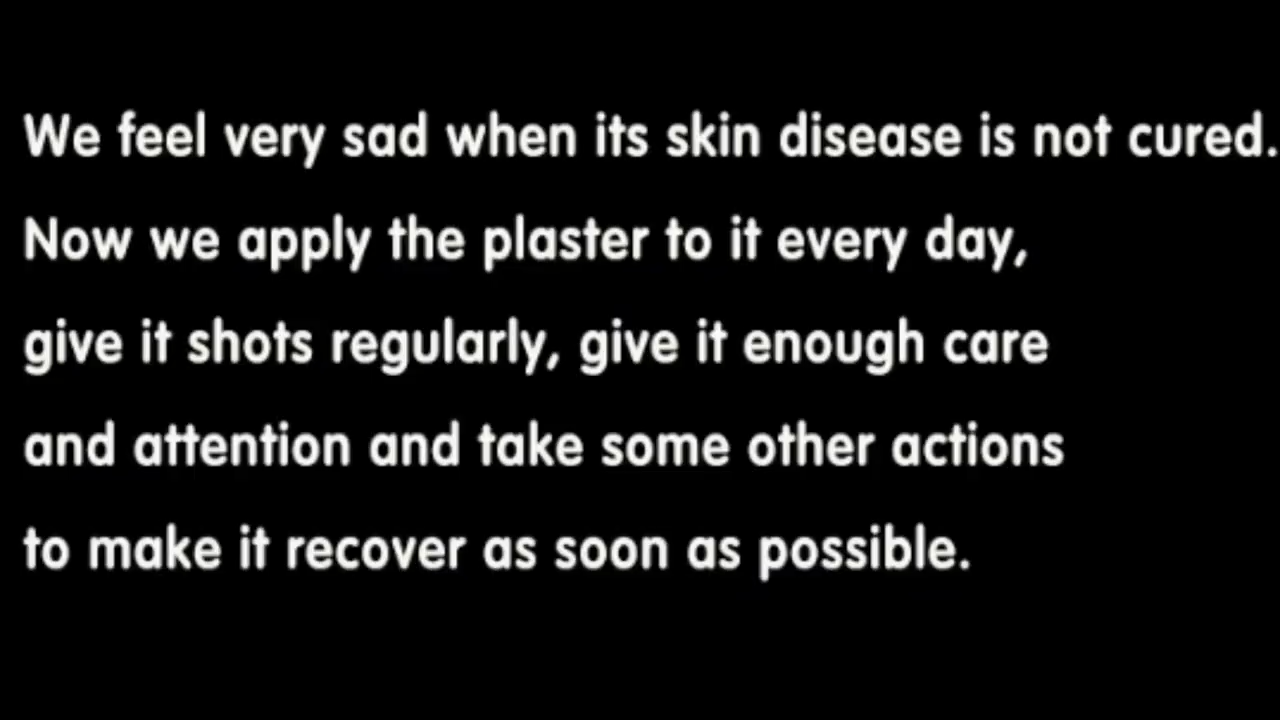 We feel very sad when its skin disease is not cured.
Now we apply the plaster to it every day,
give it shots regularly, give it enough care
and attention and take some other actions
to make it recover as soon as possible.